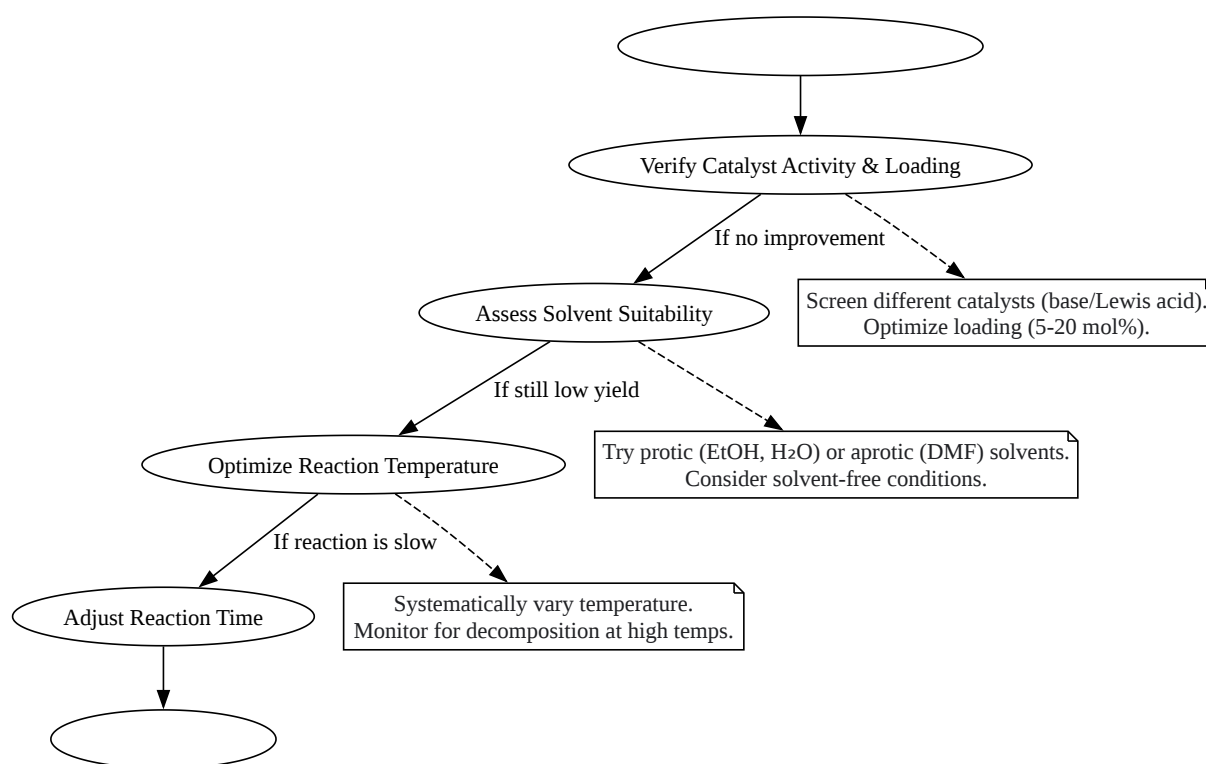 Verify Catalyst Activity & Loading
If no improvement
Screen different catalysts (base/Lewis acid).
Optimize loading (5-20 mol%).
Assess Solvent Suitability
If still low yield
Try protic (EtOH, H₂O) or aprotic (DMF) solvents.
Consider solvent-free conditions.
Optimize Reaction Temperature
If reaction is slow
Systematically vary temperature.
Monitor for decomposition at high temps.
Adjust Reaction Time